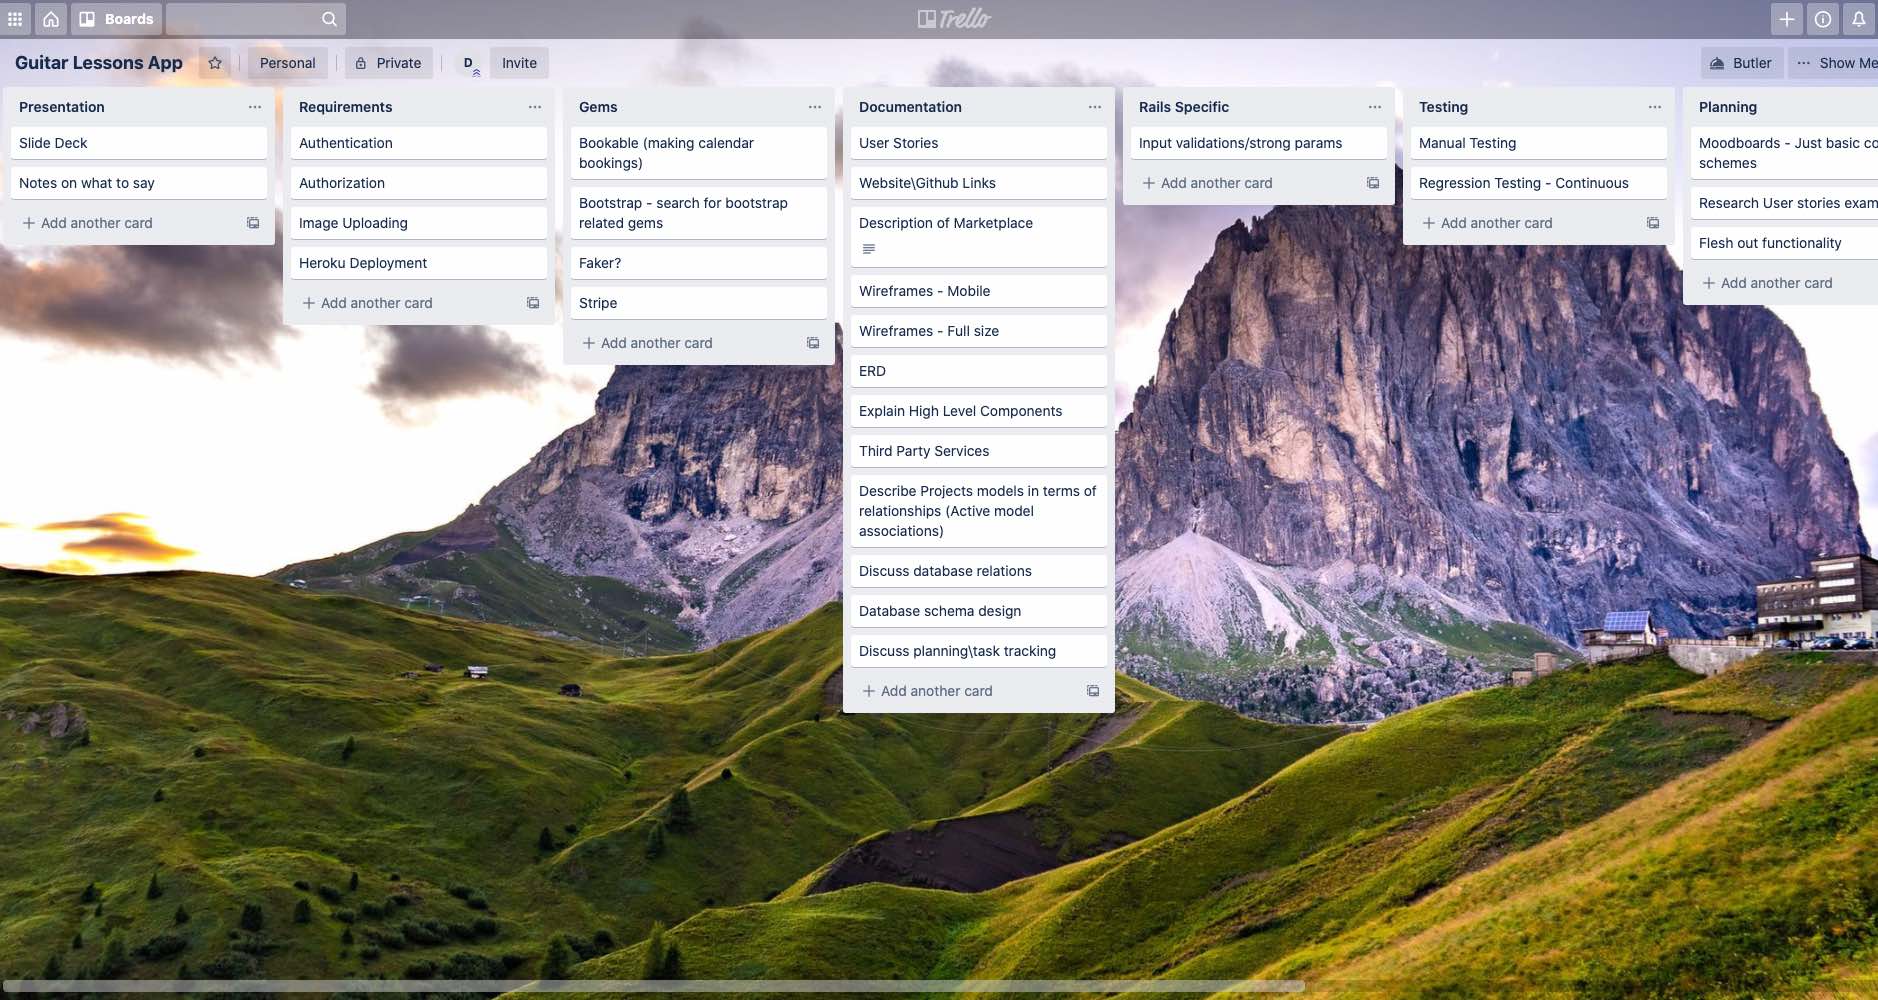 Boards
Trello
Guitar Lessons App
Personal
Private
D
Invite
Butler
Show Me
Presentation
Slide Deck
Notes on what to say
Add another card
Requirements
Authentication
Authorization
Image Uploading
Heroku Deployment
Add another card
Gems
Bookable (making calendar
bookings)
Bootstrap - search for bootstrap
related gems
Faker?
Stripe
Add another card
Documentation
User Stories
Website\Github Links
Description of Marketplace
Wireframes - Mobile
Wireframes - Full size
ERD
Explain High Level Components
Third Party Services
Describe Projects models in terms of
relationships (Active model
associations)
Discuss database relations
Database schema design
Discuss planning\task tracking
Add another card
Rails Specific
Input validations/strong params
Add another card
Testing
Manual Testing
Regression Testing - Continuous
Add another card
Planning
Moodboards - Just basic co
schemes
Research User stories exam
Flesh out functionality
Add another card